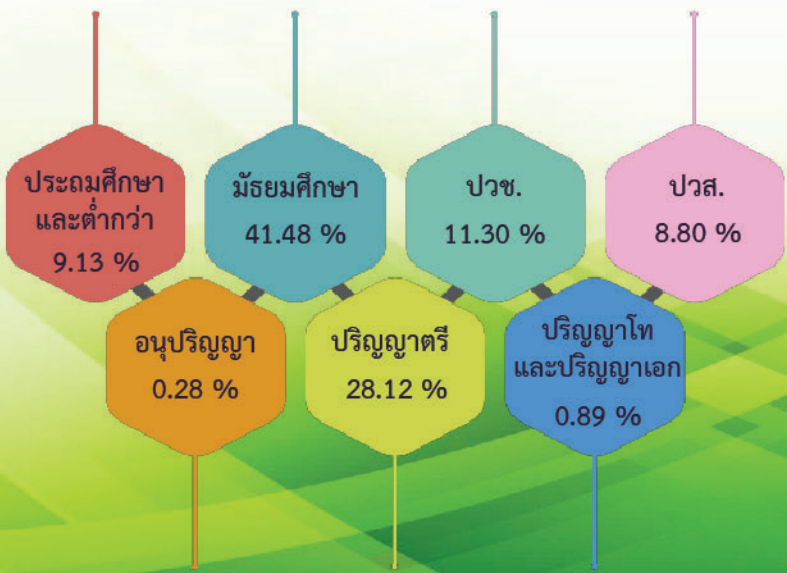 ประถมศึกษา
และต่ำกว่า
9.13 %
มัธยมศึกษา
41.48 %
ปวช.
11.30 %
ปวส.
8.80 %
อนุปริญญา
0.28 %
ปริญญาตรี
28.12 %
ปริญญาโท
และปริญญาเอก
0.89 %